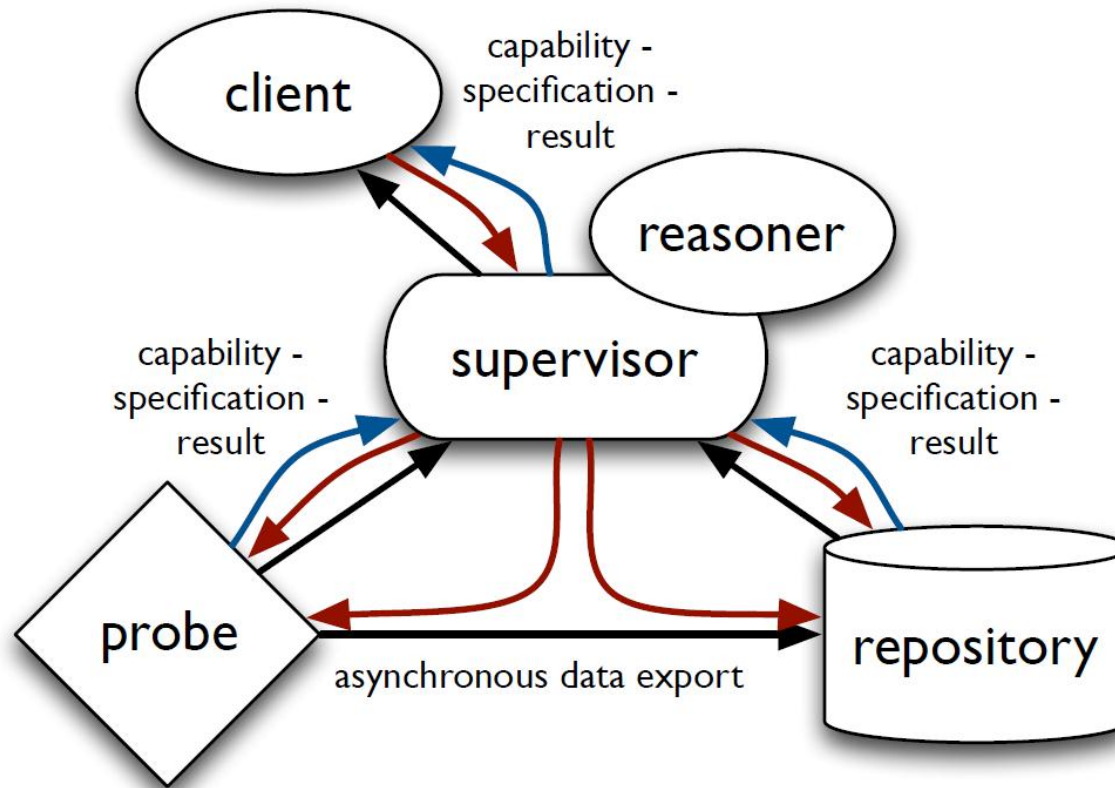 client
capability -
specification -
result
reasoner
supervisor
capability -
specification -
result
capability -
specification -
result
probe
asynchronous data export
repository